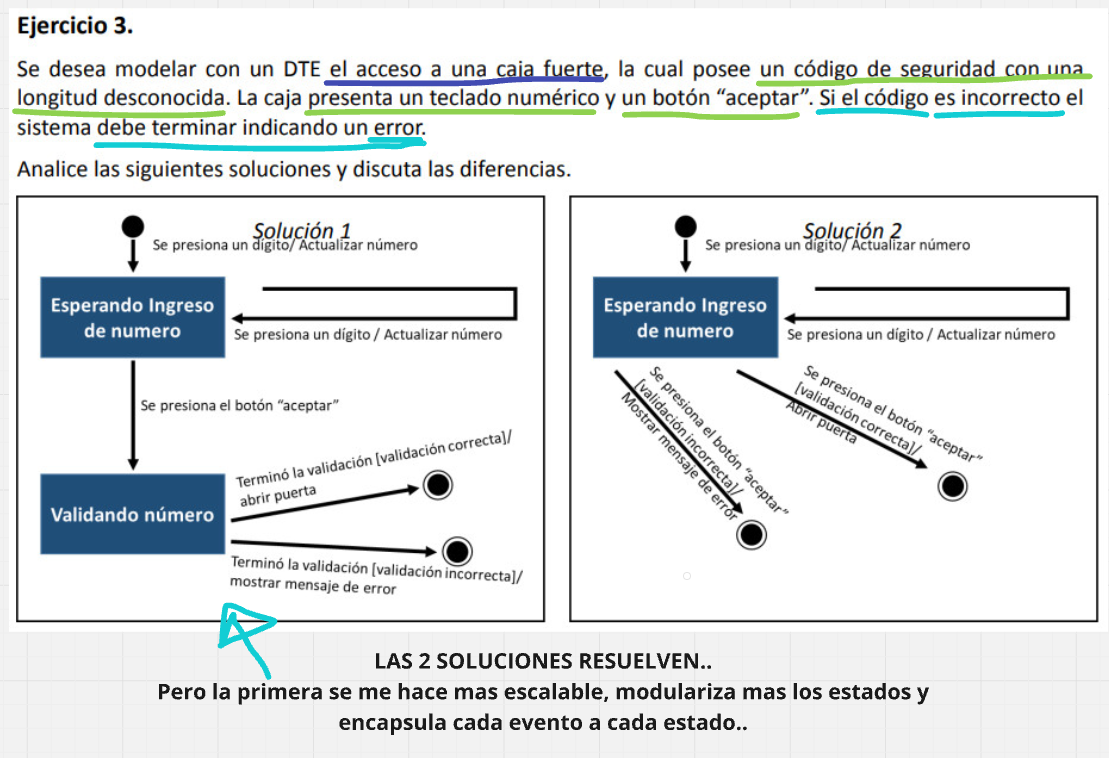 Ejercicio 3.
Se desea modelar con un DTE el acceso a una caja fuerte, la cual posee un código de seguridad con una
longitud desconocida. La caja presenta un teclado numérico y un botón “aceptar”. Si el código es incorrecto el
sistema debe terminar indicando un error.
Analice las siguientes soluciones y discuta las diferencias.
Solución 1
Se presiona un dígito/ Actualizar número
Esperando Ingreso
de numero
Se presiona un dígito / Actualizar número
Se presiona el botón “aceptar”
Validando número
Terminó la validación [validación correcta]/
abrir puerta
Terminó la validación [validación incorrecta]/
mostrar mensaje de error
Solución 2
Se presiona un dígito/ Actualizar número
Esperando Ingreso
de numero
Se presiona un dígito / Actualizar número
Se presiona el botón “aceptar”
[validación incorrecta]/
Mostrar mensaje de error
Se presiona el botón “aceptar”
[validación correcta]/
Abrir puerta
LAS 2 SOLUCIONES RESUELVEN..
Pero la primera se me hace mas escalable, modulariza mas los estados y
encapsula cada evento a cada estado..